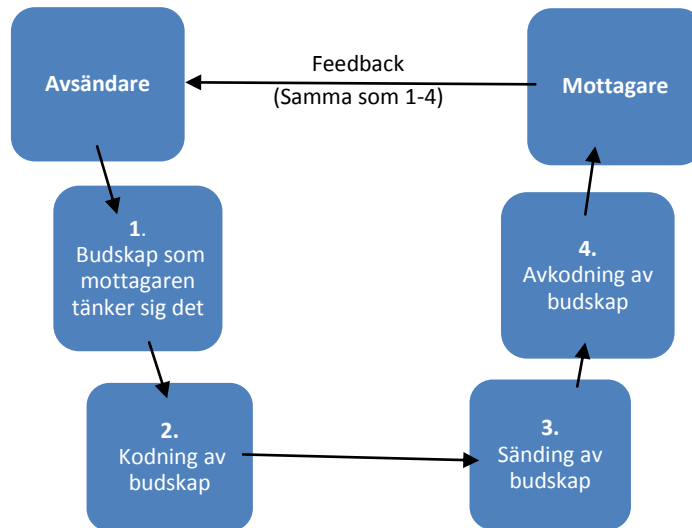 Avsändare
Feedback
(Samma som 1-4)
Mottagare
1.
Budskap som
mottagaren
tänker sig det
2.
Kodning av
budskap
3.
Sänding av
budskap
4.
Avkodning av
budskap